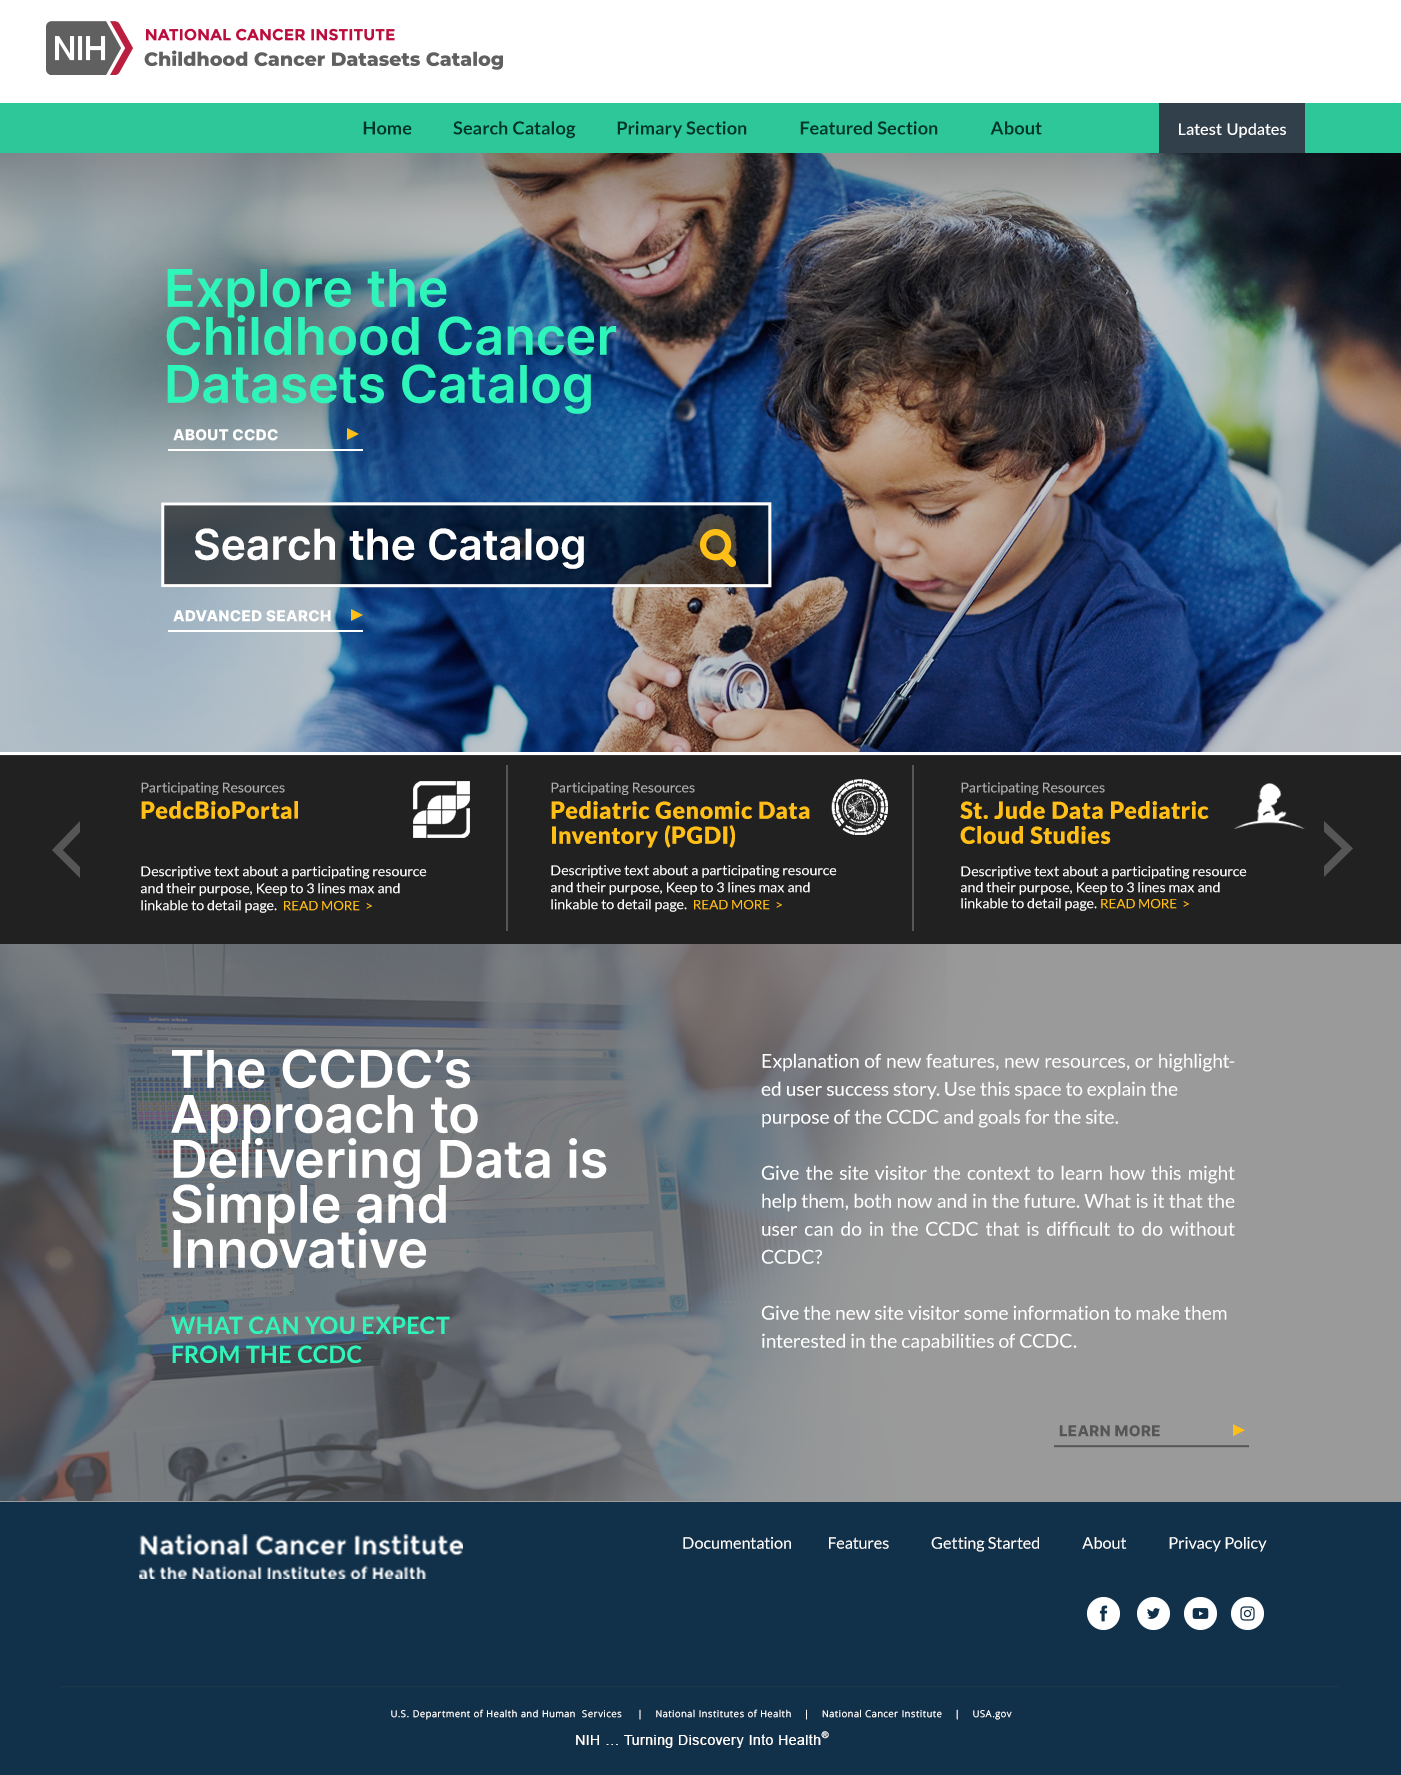 NIH
NATIONAL CANCER INSTITUTE
Childhood Cancer Datasets Catalog
Home
Search Catalog
Primary Section
Featured Section
About
Latest Updates
Explore the
Childhood Cancer
Datasets Catalog
ABOUT CCDC
Search the Catalog
ADVANCED SEARCH
Participating Resources
PedcBioPortal
Descriptive text about a participating resource
and their purpose, Keep to 3 lines max and
linkable to detail page. READ MORE >
Participating Resources
Pediatric Genomic Data
Inventory (PGDI)
Descriptive text about a participating resource
and their purpose, Keep to 3 lines max and
linkable to detail page. READ MORE >
Participating Resources
St. Jude Data Pediatric
Cloud Studies
Descriptive text about a participating resource
and their purpose, Keep to 3 lines max and
linkable to detail page. READ MORE >
The CCDC’s
Approach to
Delivering Data is
Simple and
Innovative
WHAT CAN YOU EXPECT
FROM THE CCDC
Explanation of new features, new resources, or highlight-
ed user success story. Use this space to explain the
purpose of the CCDC and goals for the site.
Give the site visitor the context to learn how this might
help them, both now and in the future. What is it that the
user can do in the CCDC that is difficult to do without
CCDC?
Give the new site visitor some information to make them
interested in the capabilities of CCDC.
LEARN MORE
National Cancer Institute
at the National Institutes of Health
Documentation
Features
Getting Started
About
Privacy Policy
U.S. Department of Health and Human Services | National Institutes of Health | National Cancer Institute | USA.gov
NIH … Turning Discovery Into Health®